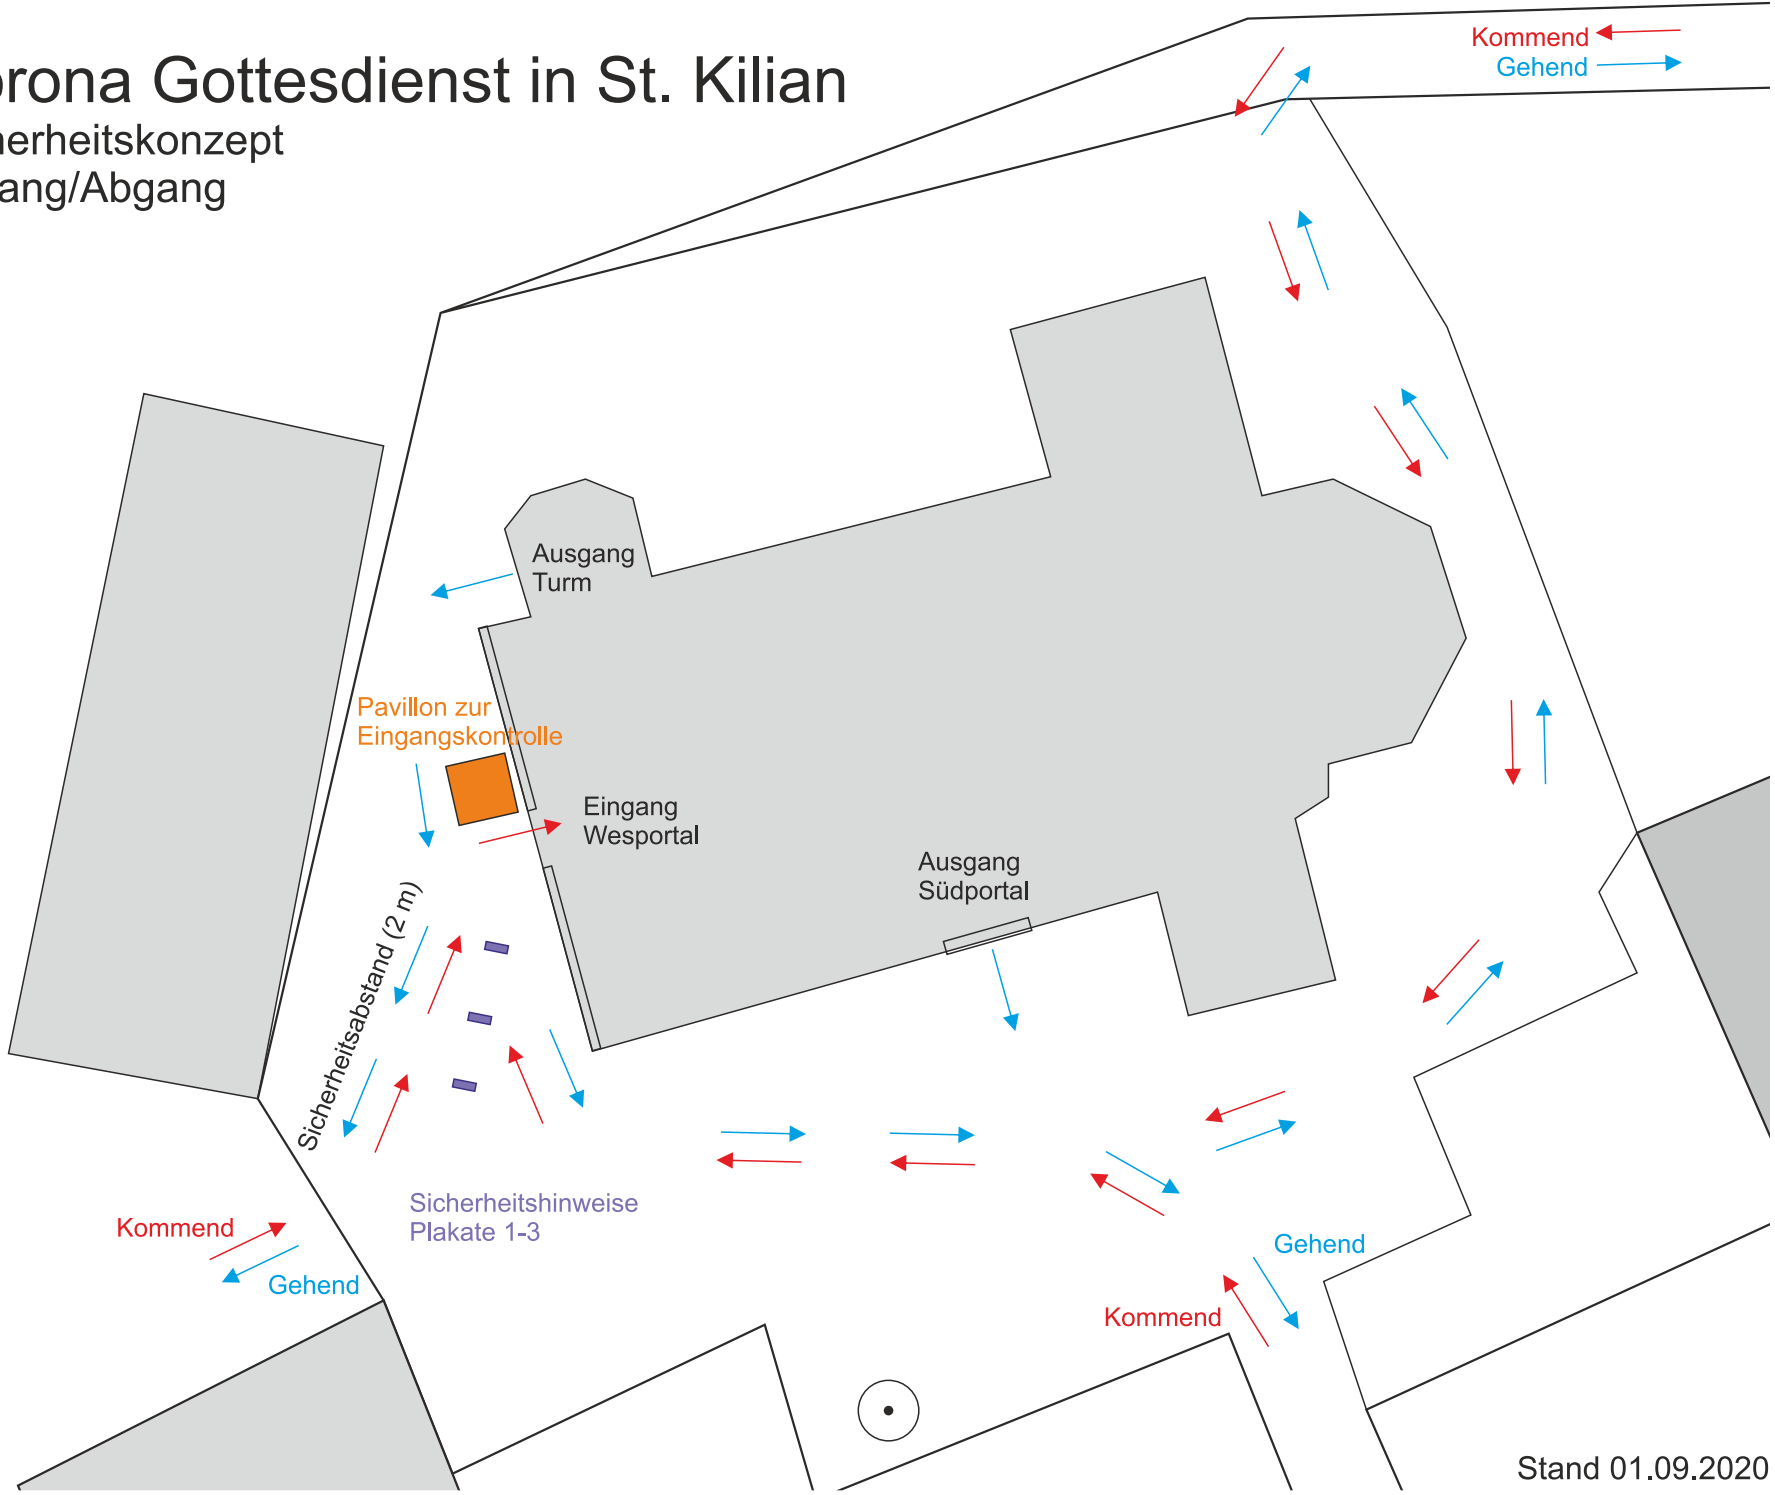 orona Gottesdienst in St. Kilian
herheitskonzept
ang/Abgang
Kommend
Gehend
Ausgang
Turm
Pavillon zur
Eingangskontrolle
Eingang
Wesportal
Ausgang
Südportal
Sicherheitsabstand (2 m)
Sicherheitshinweise
Plakate 1-3
Kommend
Gehend
Gehend
Kommend
Stand 01.09.2020